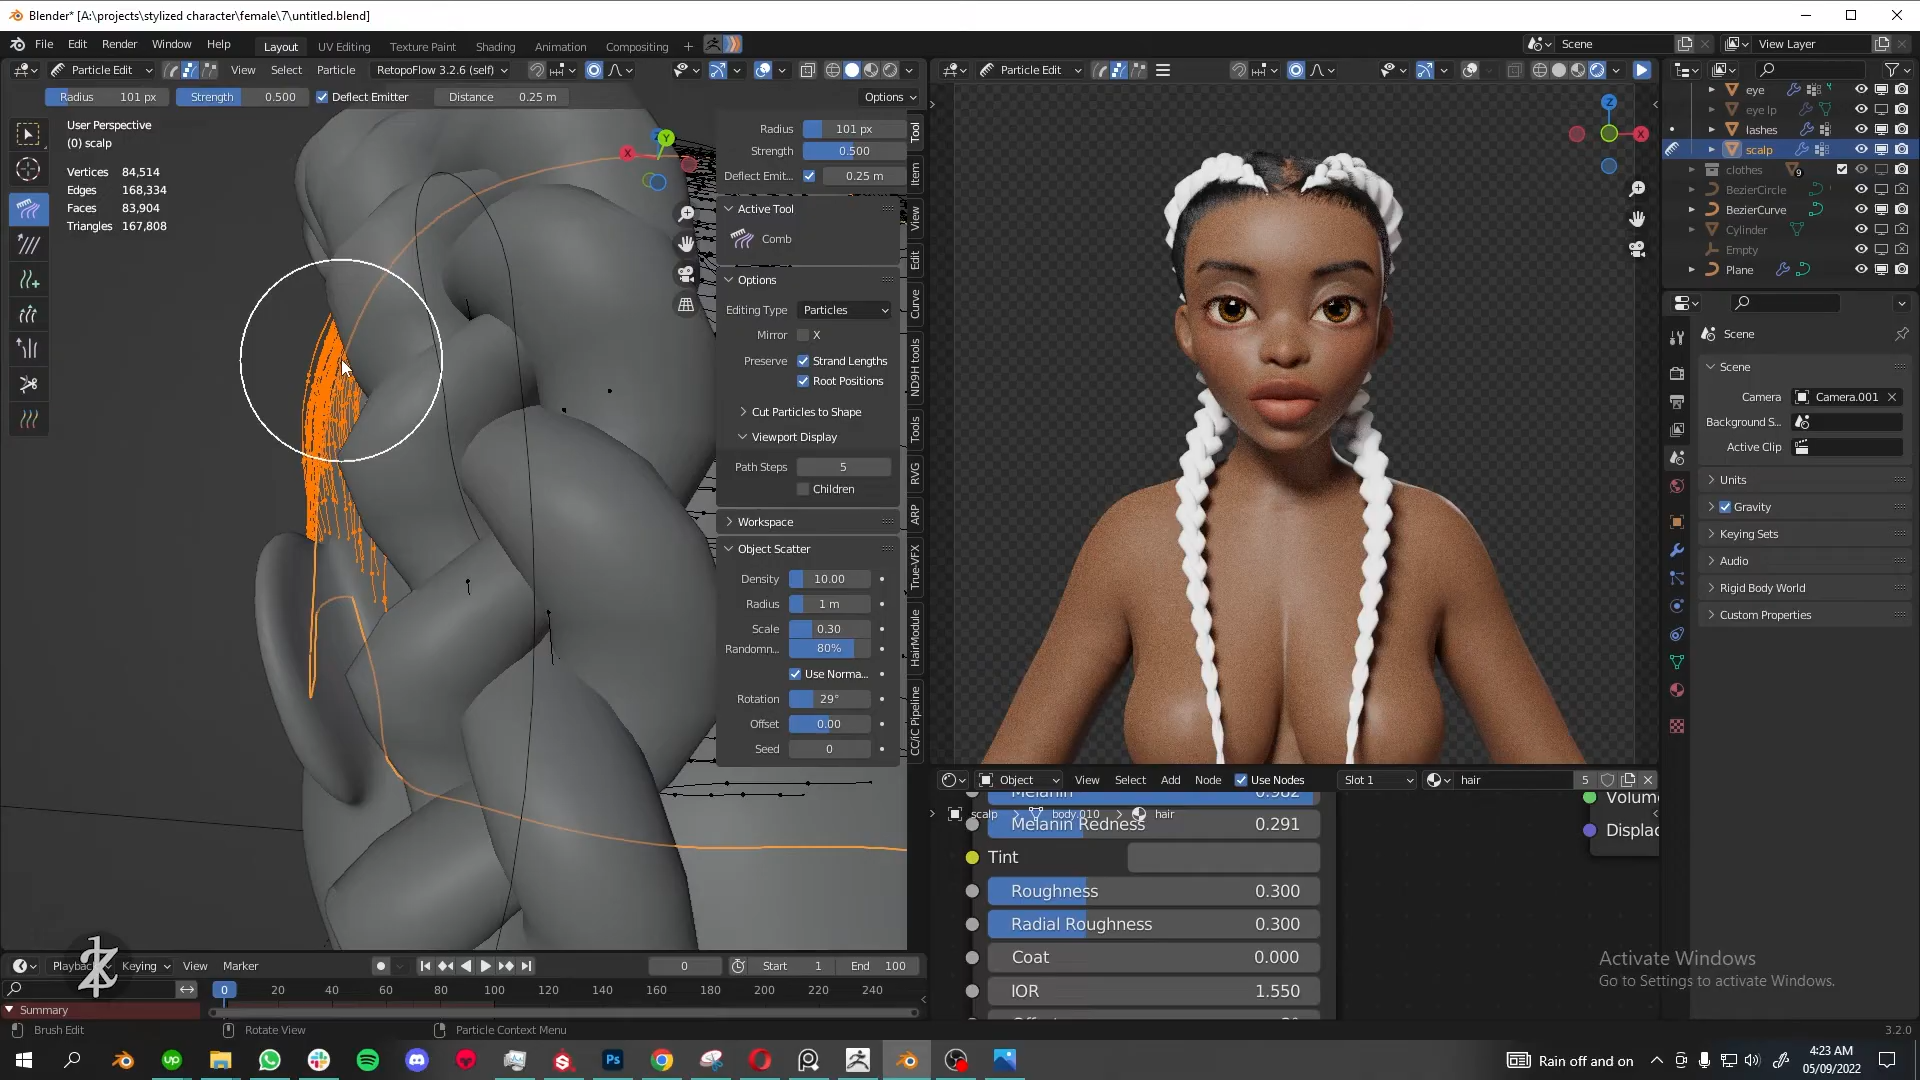 Blender* [A:\projects\stylized character\female\7\untitled.blend]
File Edit Render Window Help
Layout UV Editing Texture Paint Shading Animation Compositing +
Scene
View Layer
Particle Edit View Select Particle RetopoFlow 3.2.6 (self)
Particle Edit
Radius 101 px Strength 0.500 Deflect Emitter Distance 0.25 m Options
User Perspective
(0) scalp
Vertices 84,514
Edges 168,334
Faces 83,904
Triangles 167,808
Radius 101 px
Strength 0.500
Deflect Emit... 0.25 m
Active Tool
Comb
Options
Editing Type Particles
Mirror X
Preserve Strand Lengths
Root Positions
Cut Particles to Shape
Viewport Display
Path Steps 5
Children
Workspace
Object Scatter
Density 10.00
Radius 1 m
Scale 0.30
Randomn... 80%
Use Norma...
Rotation 29°
Offset 0.00
Seed 0
Tool
Item
View
Edit
Curve
ND9H tools
Tools
RVG
ARP
True-VFX
HairModule
CC/iC Pipeline
X
Y
Z
X
eye
eye lp
lashes
scalp
clothes 9
BezierCircle
BezierCurve
Cylinder
Empty
Plane
Scene
Scene
Camera Camera.001
Background S...
Active Clip
Units
Gravity
Keying Sets
Audio
Rigid Body World
Custom Properties
Object View Select Add Node Use Nodes Slot 1 hair 5
Melanin 0.982
scalp > body.010 > hair
Melanin Redness 0.291
Tint
Roughness 0.300
Radial Roughness 0.300
Coat 0.000
IOR 1.550
Volum
Displac
Activate Windows
Go to Settings to activate Windows.
Playback Keying View Marker 0 Start 1 End 100
0 20 40 60 80 100 120 140 160 180 200 220 240
Summary
Brush Edit Rotate View Particle Context Menu 3.2.0
Rain off and on
4:23 AM
05/09/2022